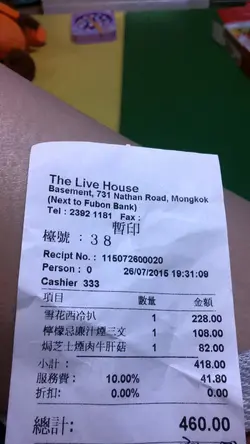 The Live House
Basement, 731 Nathan Road, Mongkok
(Next to Fubon Bank)
Tel : 2392 1181 Fax :
暫印
檯號 : 38
Recipt No. : 115072600020
Person : 0 26/07/2015 19:31:09
Cashier 333
項目 數量 金額
雪花西冷扒 1 228.00
檸檬忌廉汁煙三文 1 108.00
焗芝士煙肉牛肝菇 1 82.00
小計 : 418.00
服務費 : 10.00% 41.80
折扣: 0.00% 0.00
總計: 460.00